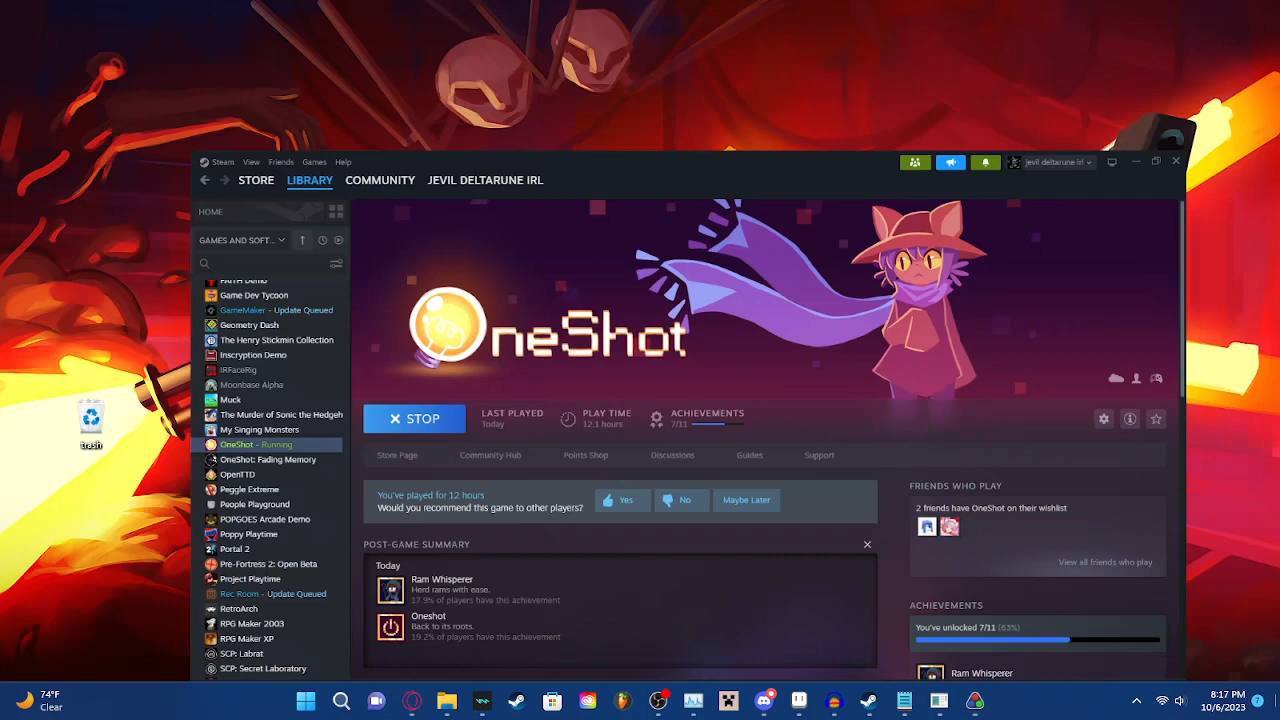 Steam View Friends Games Help
jevil deltarune irl
STORE LIBRARY COMMUNITY JEVIL DELTARUNE IRL
HOME
GAMES AND SOFT...
Game Dev Tycoon
GameMaker - Update Queued
Geometry Dash
The Henry Stickmin Collection
Inscryption Demo
IRFaceRig
Moonbase Alpha
Muck
The Murder of Sonic the Hedgeh
My Singing Monsters
OneShot - Running
OneShot: Fading Memory
OpenTTD
Peggle Extreme
People Playground
POPGOES Arcade Demo
Poppy Playtime
Portal 2
Pre-Fortress 2: Open Beta
Project Playtime
Rec Room - Update Queued
RetroArch
RPG Maker 2003
RPG Maker XP
SCP: Labrat
SCP: Secret Laboratory
OneShot
STOP
LAST PLAYED
Today
PLAY TIME
12.1 hours
ACHIEVEMENTS
7/11
Store Page Community Hub Points Shop Discussions Guides Support
You've played for 12 hours
Would you recommend this game to other players?
Yes No Maybe Later
POST-GAME SUMMARY
Today
Ram Whisperer
Herd rams with ease.
17.9% of players have this achievement
Oneshot
Back to its roots.
19.2% of players have this achievement
FRIENDS WHO PLAY
2 friends have OneShot on their wishlist
View all friends who play
ACHIEVEMENTS
You've unlocked 7/11 (63%)
Ram Whisperer
trash
74°F
Clear
8:17 PM
10/6/2023
7